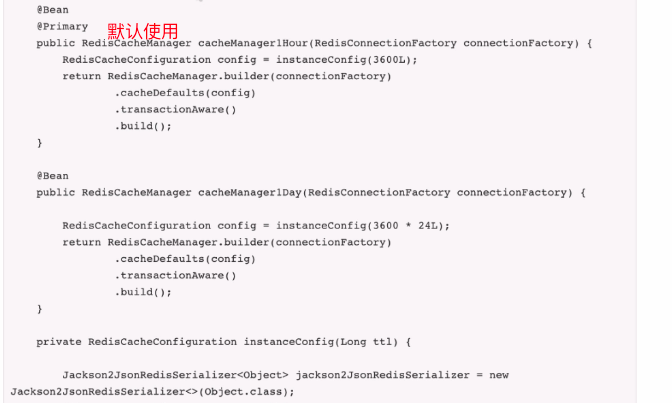 @Bean
@Primary 默认使用
public RedisCacheManager cacheManager1Hour(RedisConnectionFactory connectionFactory) {
RedisCacheConfiguration config = instanceConfig(3600L);
return RedisCacheManager.builder(connectionFactory)
.cacheDefaults(config)
.transactionAware()
.build();
}
@Bean
public RedisCacheManager cacheManager1Day(RedisConnectionFactory connectionFactory) {
RedisCacheConfiguration config = instanceConfig(3600 * 24L);
return RedisCacheManager.builder(connectionFactory)
.cacheDefaults(config)
.transactionAware()
.build();
}
private RedisCacheConfiguration instanceConfig(Long ttl) {
Jackson2JsonRedisSerializer<Object> jackson2JsonRedisSerializer = new
Jackson2JsonRedisSerializer<>(Object.class);